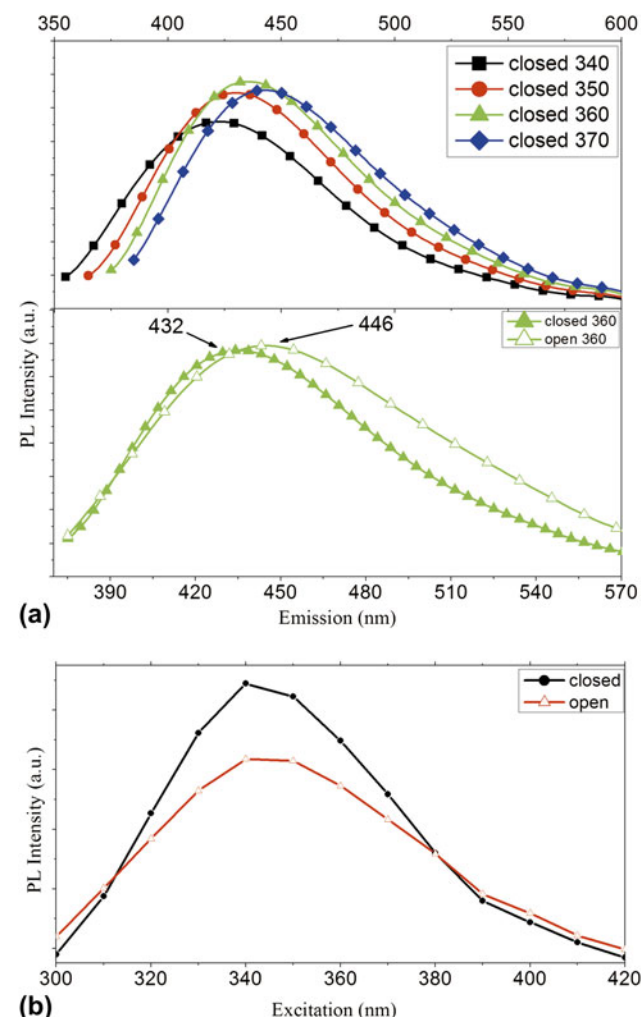 350 400 450 500 550 600
closed 340
closed 350
closed 360
closed 370
closed 360
open 360
432 446
PL Intensity (a.u.)
390 420 450 480 510 540 570
Emission (nm)
(a)
closed
open
PL Intensity (a.u.)
300 320 340 360 380 400 420
Excitation (nm)
(b)